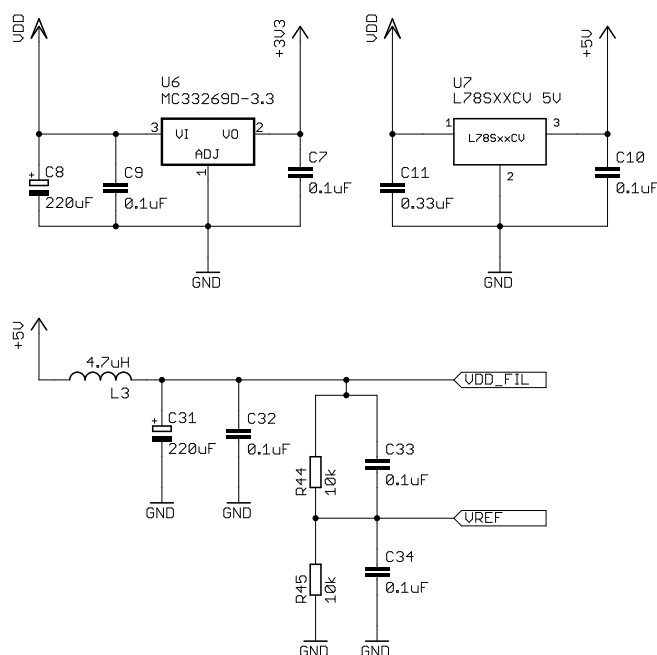 VDD
+3V3
U6
MC33269D-3.3
3
VI
VO
2
ADJ
1
C8
220uF
C9
0.1uF
C7
0.1uF
GND
VDD
+5V
U7
L78SXXCV 5V
1
L78SxxCV
3
2
C11
0.33uF
C10
0.1uF
GND
+5V
4.7uH
L3
VDD_FIL
C31
220uF
C32
0.1uF
GND
GND
R44
10k
C33
0.1uF
VREF
R45
10k
C34
0.1uF
GND
GND